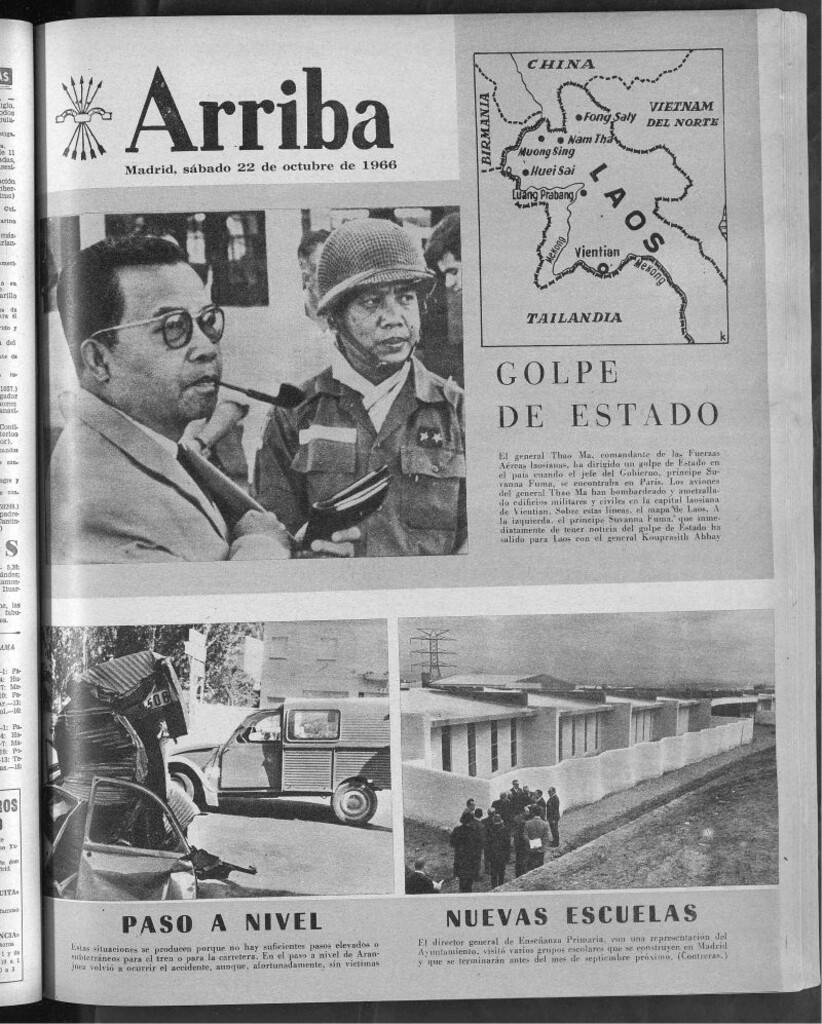 Arriba
Madrid, sábado 22 de octubre de 1966
CHINA
BIRMANIA
VIETNAM
DEL NORTE
Fong Saly
Nam Tha
Muong Sing
Huei Sai
Luang Prabang
LAOS
Mekong
Vientian
Mekong
TAILANDIA
k
GOLPE
DE ESTADO
El general Thao Ma, comandante de las Fuerzas
Aéreas laosianas, ha dirigido un golpe de Estado en
el país cuando el jefe del Gobierno, príncipe Su-
vanna Fuma, se encontraba en París. Los aviones
del general Thao Ma han bombardeado y ametralla-
do edificios militares y civiles en la capital laosiana
de Vientian. Sobre estas líneas, el mapa de Laos. A
la izquierda, el príncipe Suvanna Fuma, que inme-
diatamente de tener noticia del golpe de Estado ha
salido para Laos con el general Kouprasith Abhay
PASO A NIVEL
Estas situaciones se producen porque no hay suficientes pasos elevados o
subterráneos para el tren o para la carretera. En el paso a nivel de Aran-
juez volvió a ocurrir el accidente, aunque, afortunadamente, sin víctimas
NUEVAS ESCUELAS
El director general de Enseñanza Primaria, con una representación del
Ayuntamiento, visitó varios grupos escolares que se construyen en Madrid
y que se terminarán antes del mes de septiembre próximo. (Contreras.)